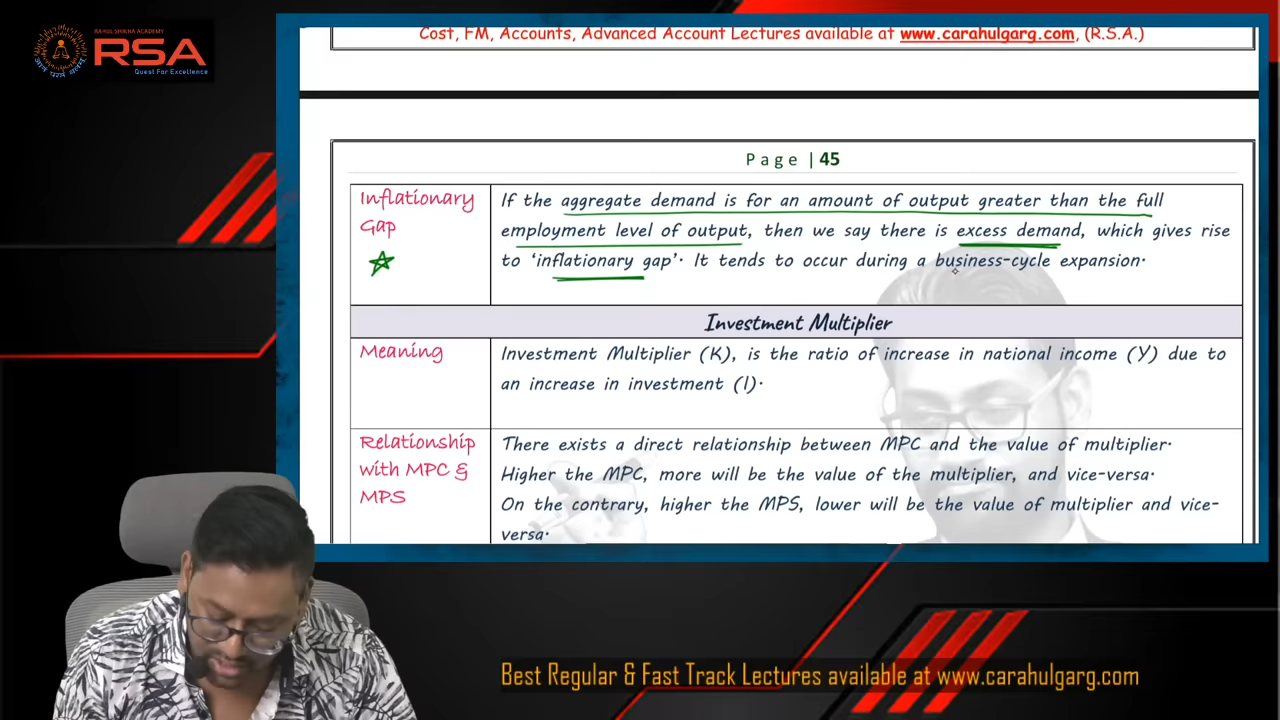 RAHUL SHIKHA ACADEMY
RSA
Quest For Excellence
Cost, FM, Accounts, Advanced Account Lectures available at www.carahulgarg.com, (R.S.A.)
Page | 45
Inflationary Gap
If the aggregate demand is for an amount of output greater than the full
employment level of output, then we say there is excess demand, which gives rise
to ‘inflationary gap’. It tends to occur during a business-cycle expansion.
Investment Multiplier
Meaning
Investment Multiplier (K), is the ratio of increase in national income (Y) due to
an increase in investment (I).
Relationship
with MPC &
MPS
There exists a direct relationship between MPC and the value of multiplier.
Higher the MPC, more will be the value of the multiplier, and vice-versa.
On the contrary, higher the MPS, lower will be the value of multiplier and vice-
versa.
Best Regular & Fast Track Lectures available at www.carahulgarg.com